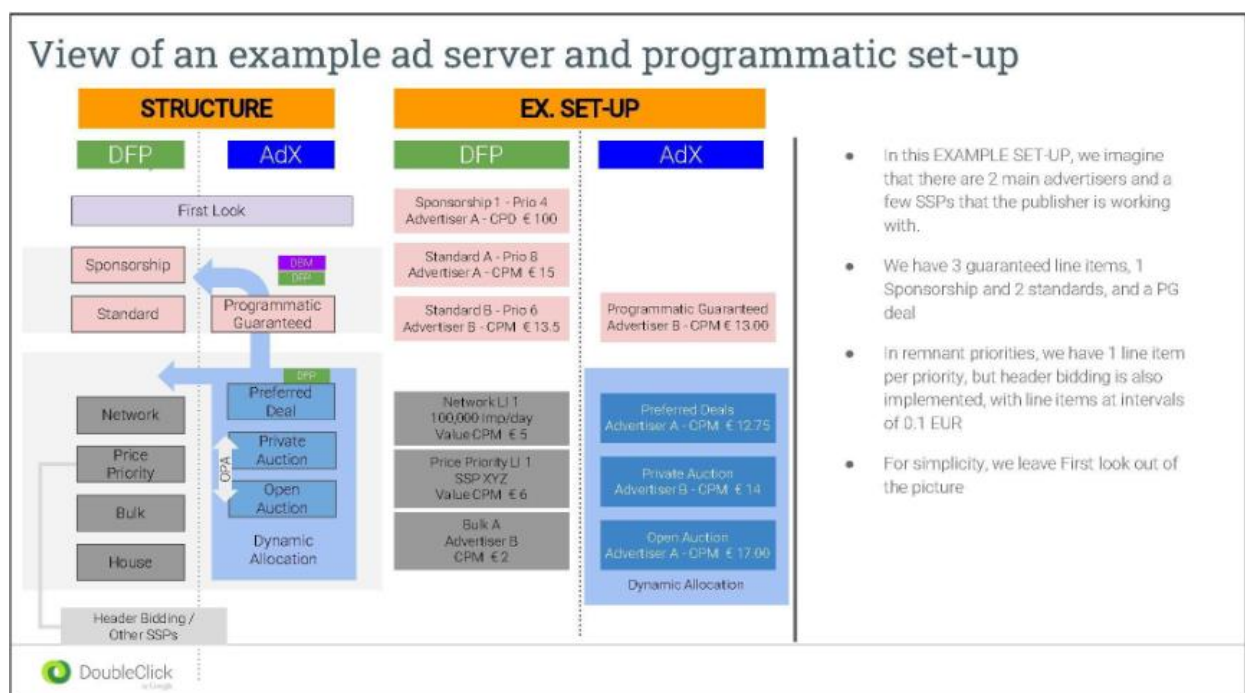 View of an example ad server and programmatic set-up
STRUCTURE
DFP
AdX
First Look
Sponsorship
Standard
DBM
DFP
Programmatic
Guaranteed
DFP
Preferred
Deal
Network
Price
Priority
Bulk
House
OPA
Private
Auction
Open
Auction
Dynamic
Allocation
Header Bidding /
Other SSPs
EX. SET-UP
DFP
AdX
Sponsorship 1 - Prio 4
Advertiser A - CPD € 100
Standard A - Prio 8
Advertiser A - CPM € 15
Standard B - Prio 6
Advertiser B - CPM € 13.5
Programmatic Guaranteed
Advertiser B - CPM € 13.00
Network LI 1
100,000 imp/day
Value CPM € 5
Price Priority LI 1
SSP XYZ
Value CPM € 6
Bulk A
Advertiser B
CPM € 2
Preferred Deals
Advertiser A - CPM € 12.75
Private Auction
Advertiser B - CPM € 14
Open Auction
Advertiser A - CPM € 17.00
Dynamic Allocation
● In this EXAMPLE SET-UP, we imagine
that there are 2 main advertisers and a
few SSPs that the publisher is working
with.
● We have 3 guaranteed line items, 1
Sponsorship and 2 standards, and a PG
deal
● In remnant priorities, we have 1 line item
per priority, but header bidding is also
implemented, with line items at intervals
of 0.1 EUR
● For simplicity, we leave First look out of
the picture
DoubleClick
by Google